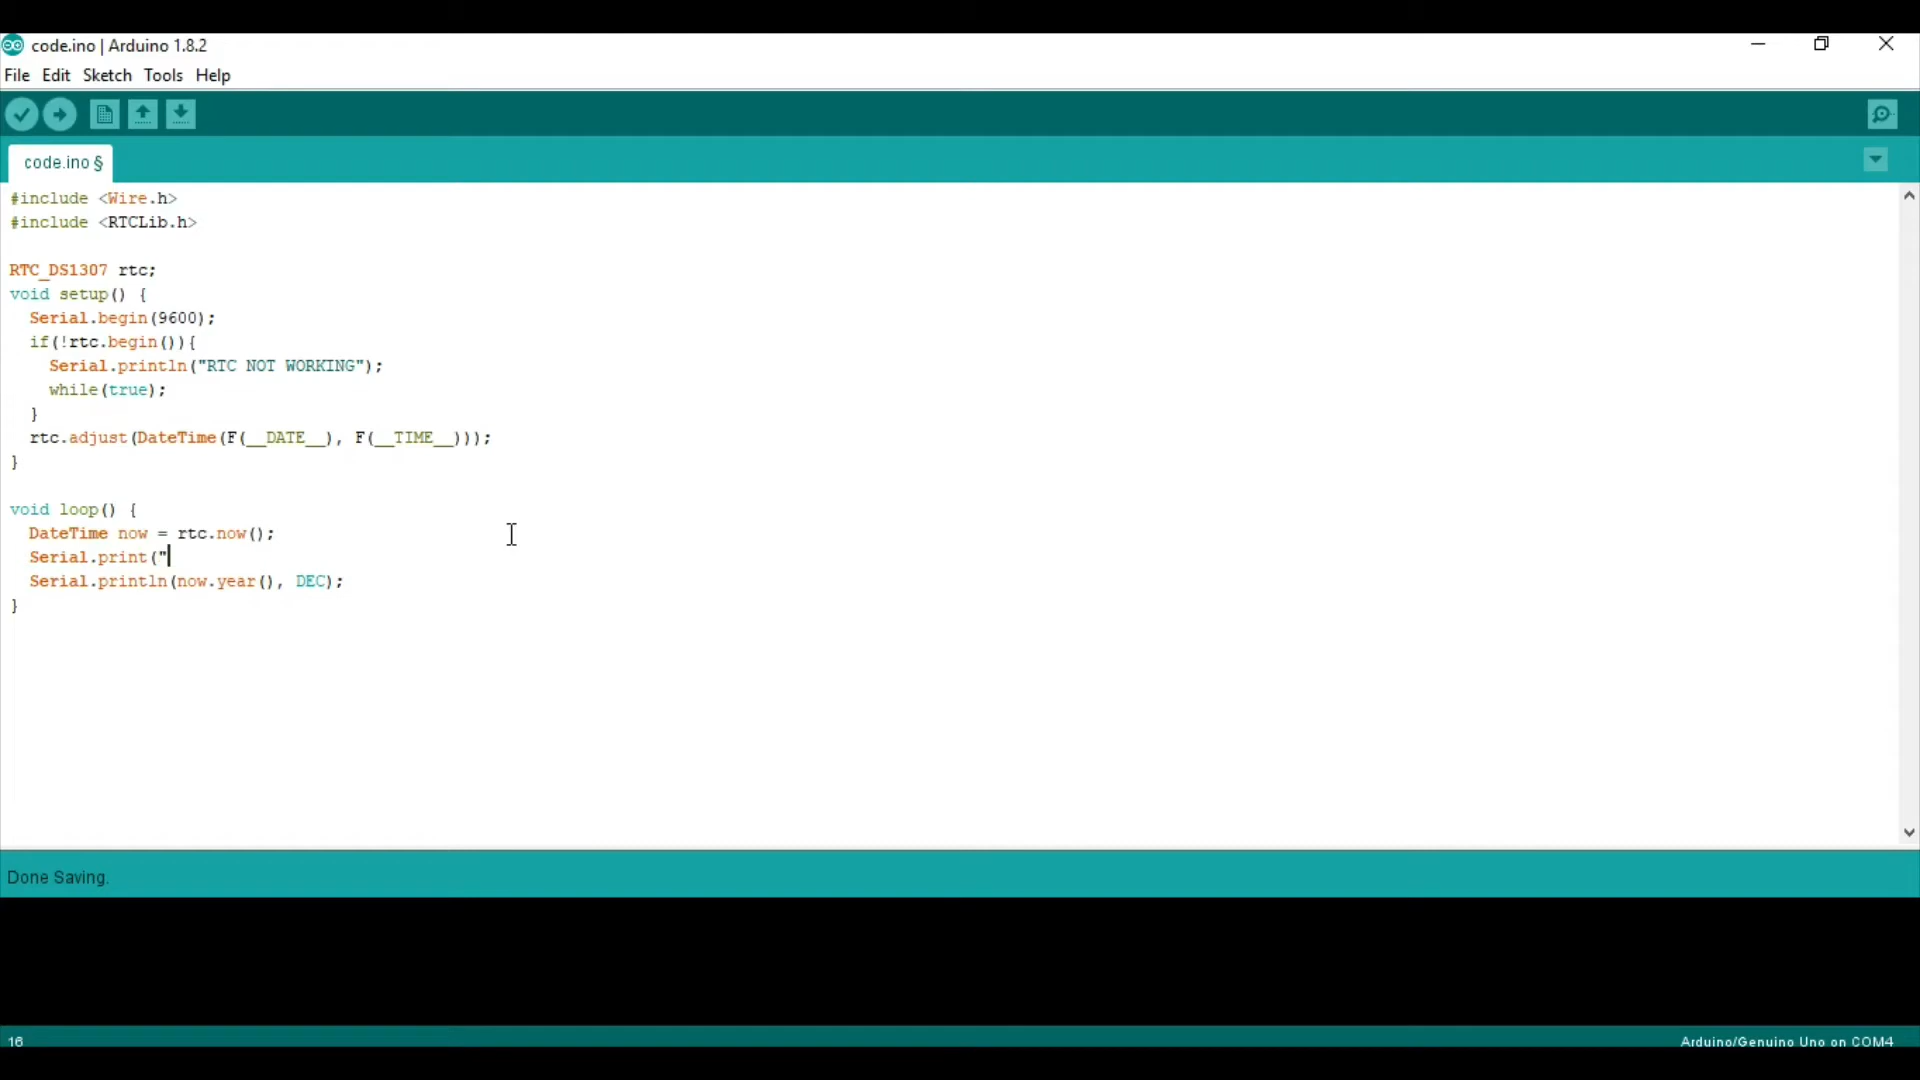 code.ino | Arduino 1.8.2
File Edit Sketch Tools Help
code.ino §
#include <Wire.h>
#include <RTCLib.h>
RTC_DS1307 rtc;
void setup() {
  Serial.begin(9600);
  if(!rtc.begin()){
    Serial.println("RTC NOT WORKING");
    while(true);
  }
  rtc.adjust(DateTime(F(__DATE__), F(__TIME__)));
}
void loop() {
  DateTime now = rtc.now();
  Serial.print("
  Serial.println(now.year(), DEC);
}
Done Saving.
16 Arduino/Genuino Uno on COM4